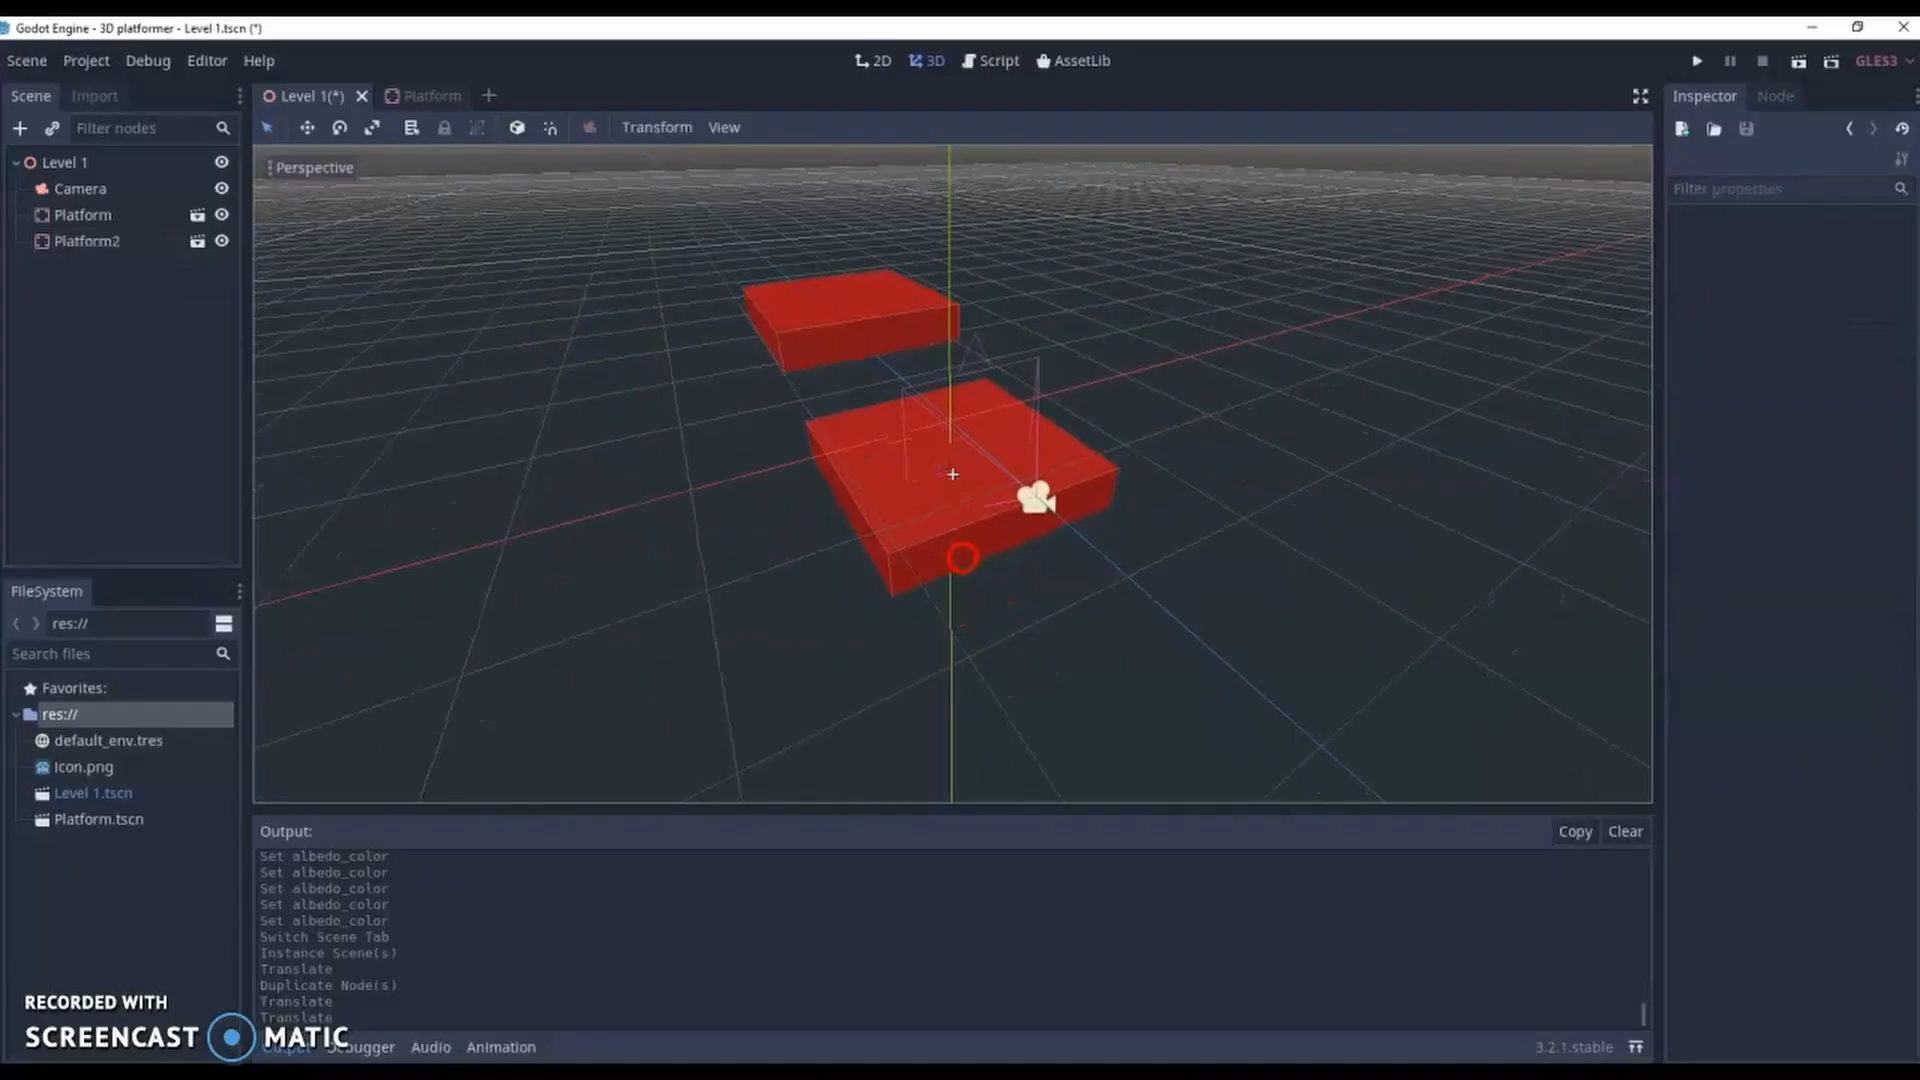 Godot Engine - 3D platformer - Level 1.tscn (*)
Scene Project Debug Editor Help
2D 3D Script AssetLib
GLES3
Scene Import
Level 1(*) Platform
Inspector Node
Filter nodes
Transform View
Perspective
Filter properties
Level 1
Camera
Platform
Platform2
FileSystem
res://
Search files
Favorites:
res://
default_env.tres
icon.png
Level 1.tscn
Platform.tscn
Output:
Copy Clear
Set albedo_color
Set albedo_color
Set albedo_color
Set albedo_color
Set albedo_color
Switch Scene Tab
Instance Scene(s)
Translate
Duplicate Node(s)
Translate
Translate
Output Debugger Audio Animation
3.2.1.stable
RECORDED WITH
SCREENCAST MATIC